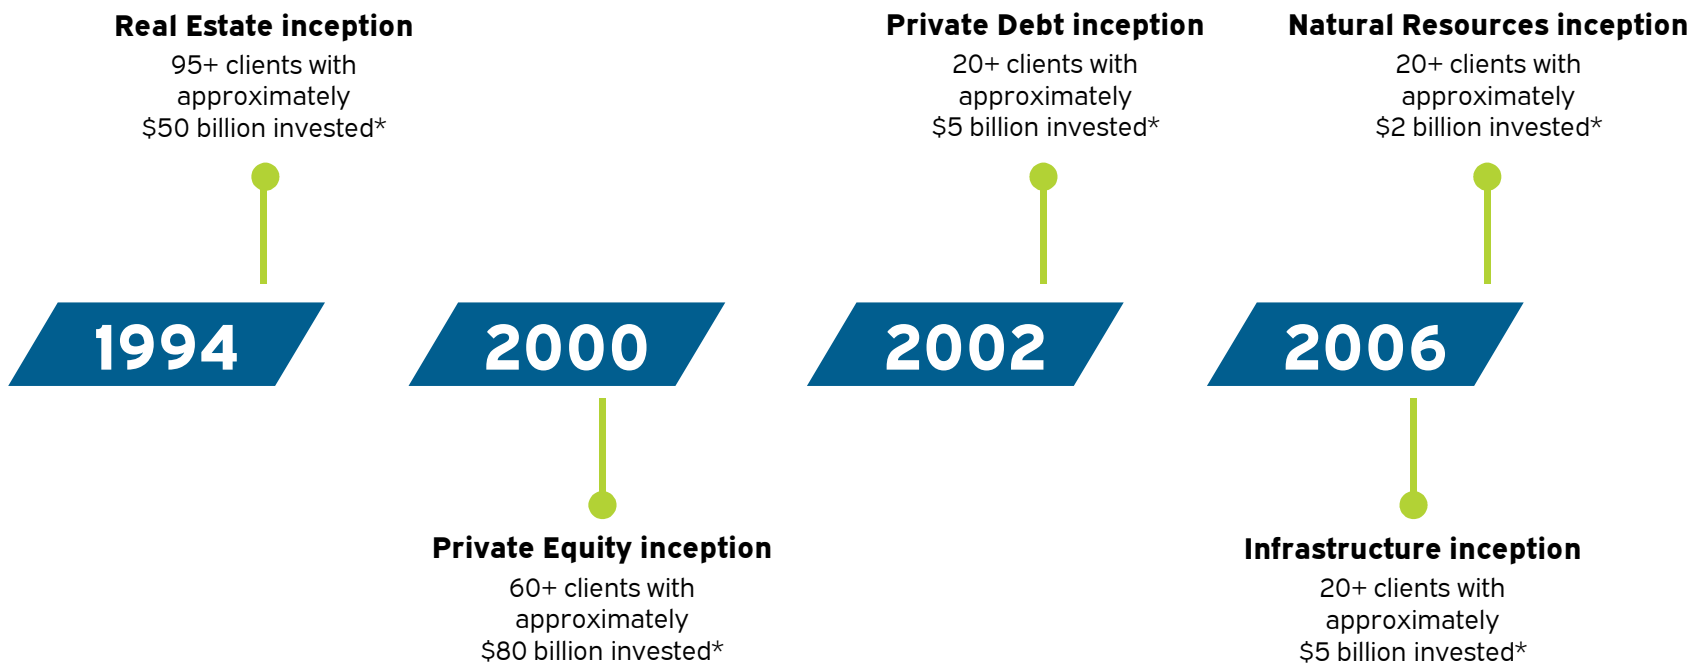 Real Estate inception
95+ clients with
approximately
$50 billion invested*
Private Debt inception
20+ clients with
approximately
$5 billion invested*
Natural Resources inception
20+ clients with
approximately
$2 billion invested*
1994
2000
2002
2006
Private Equity inception
60+ clients with
approximately
$80 billion invested*
Infrastructure inception
20+ clients with
approximately
$5 billion invested*